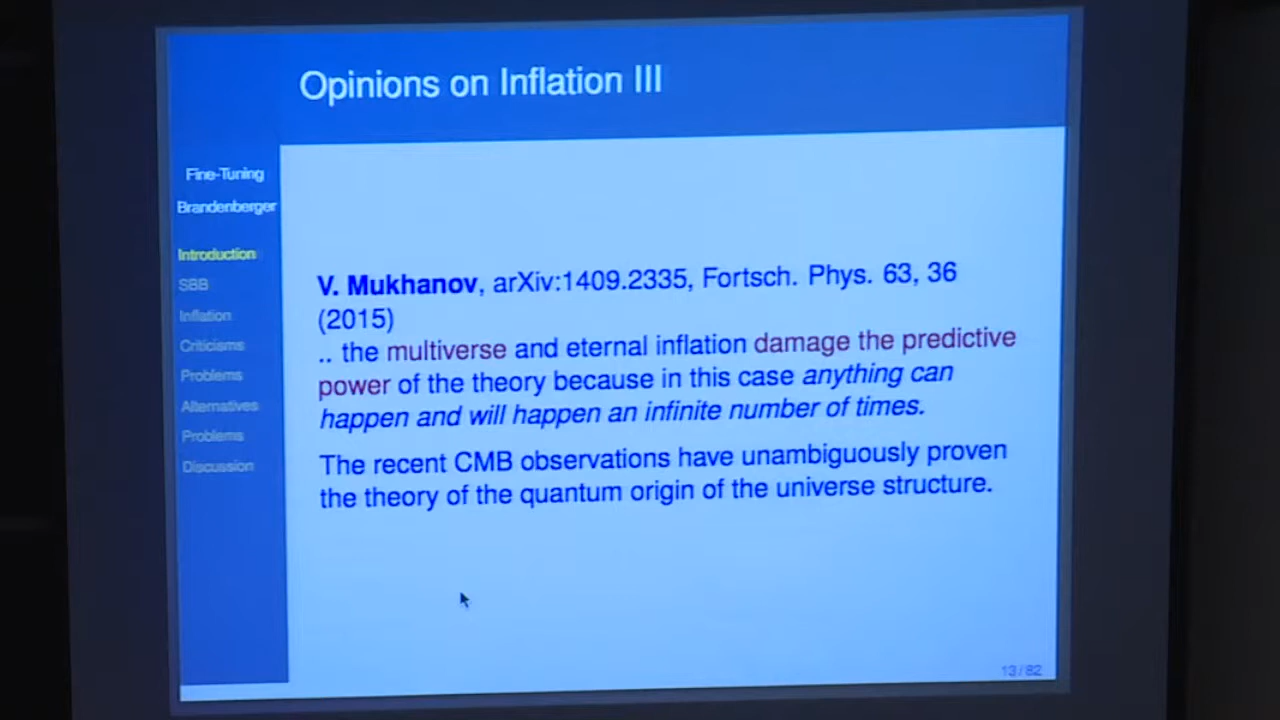 Opinions on Inflation III
Fine-Tuning
Brandenberger
Introduction
SBB
Inflation
Criticisms
Problems
Alternatives
Problems
Discussion
V. Mukhanov, arXiv:1409.2335, Fortsch. Phys. 63, 36
(2015)
.. the multiverse and eternal inflation damage the predictive
power of the theory because in this case anything can
happen and will happen an infinite number of times.
The recent CMB observations have unambiguously proven
the theory of the quantum origin of the universe structure.
13/82